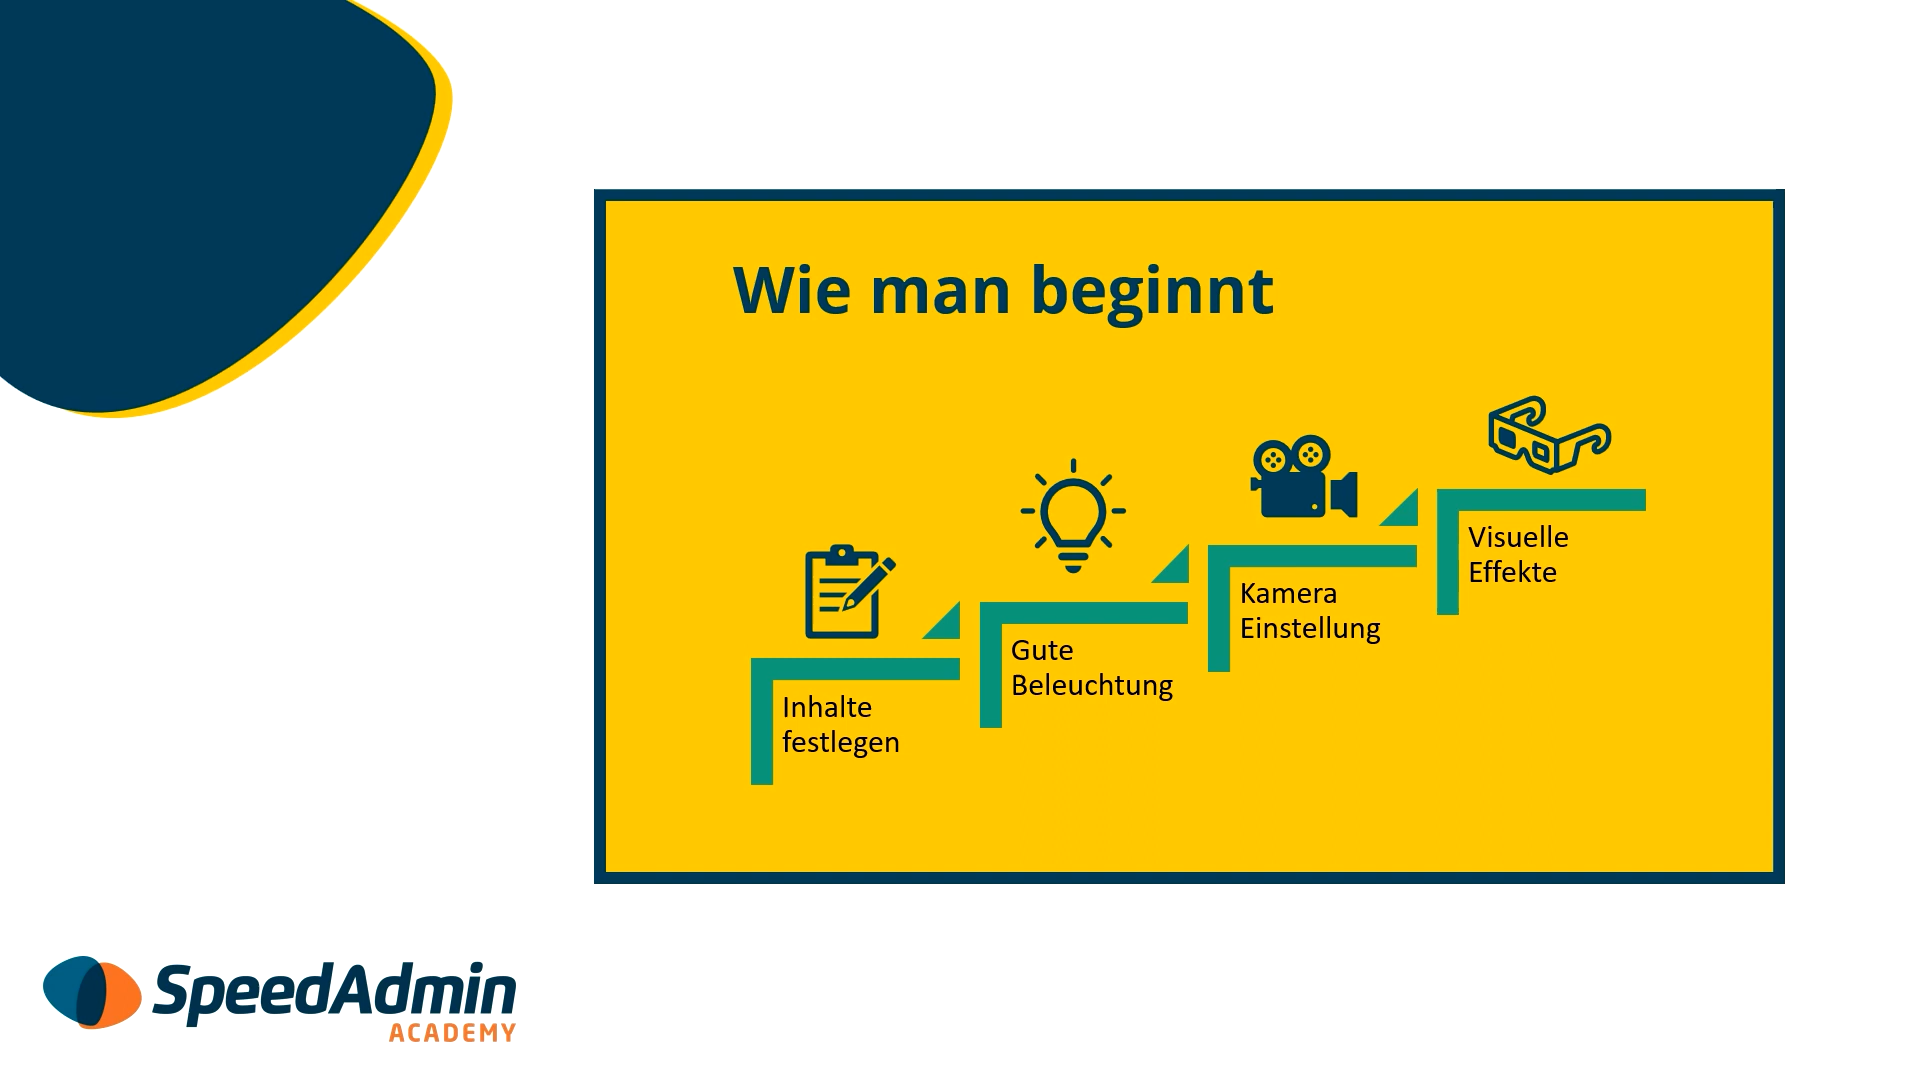 Wie man beginnt
Inhalte
festlegen
Gute
Beleuchtung
Kamera
Einstellung
Visuelle
Effekte
SpeedAdmin
ACADEMY